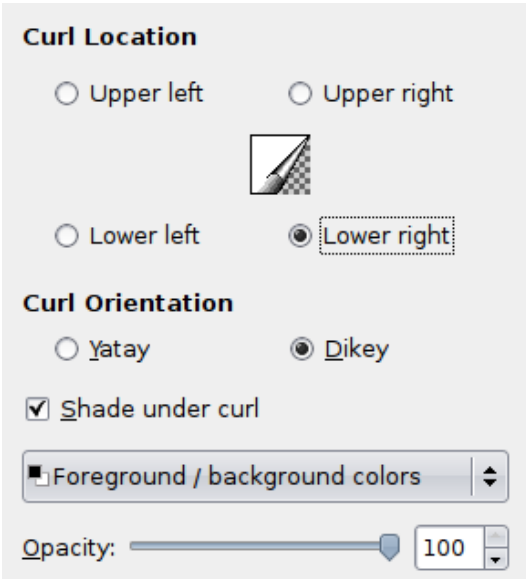 Curl Location
Upper left Upper right
Lower left Lower right
Curl Orientation
Yatay Dikey
Shade under curl
Foreground / background colors
Opacity: 100